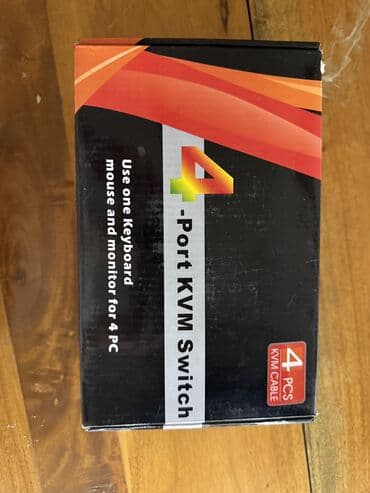 4-Port KVM Switch
Use one Keyboard
mouse and monitor for 4 PC
4 PCS
KVM CABLE